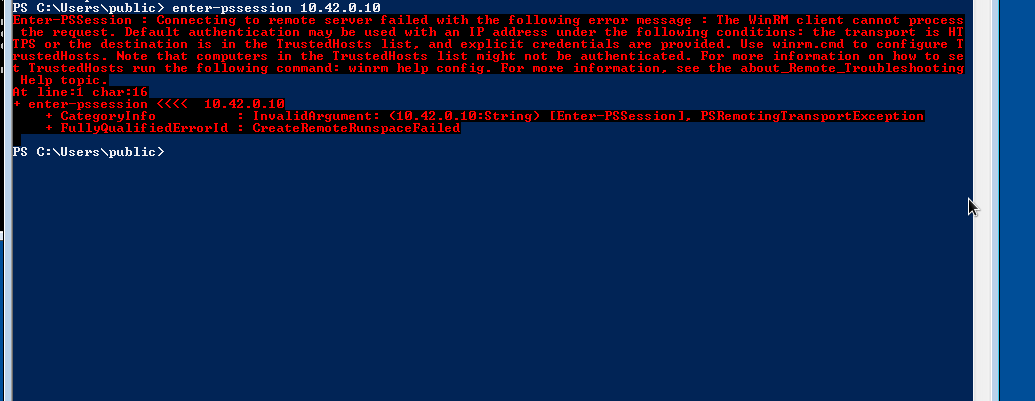 PS C:\Users\public> enter-pssession 10.42.0.10
Enter-PSSession : Connecting to remote server failed with the following error message : The WinRM client cannot process
 the request. Default authentication may be used with an IP address under the following conditions: the transport is HT
TPS or the destination is in the TrustedHosts list, and explicit credentials are provided. Use winrm.cmd to configure T
rustedHosts. Note that computers in the TrustedHosts list might not be authenticated. For more information on how to se
t TrustedHosts run the following command: winrm help config. For more information, see the about_Remote_Troubleshooting
 Help topic.
At line:1 char:16
+ enter-pssession <<<<  10.42.0.10
    + CategoryInfo          : InvalidArgument: (10.42.0.10:String) [Enter-PSSession], PSRemotingTransportException
    + FullyQualifiedErrorId : CreateRemoteRunspaceFailed
PS C:\Users\public>